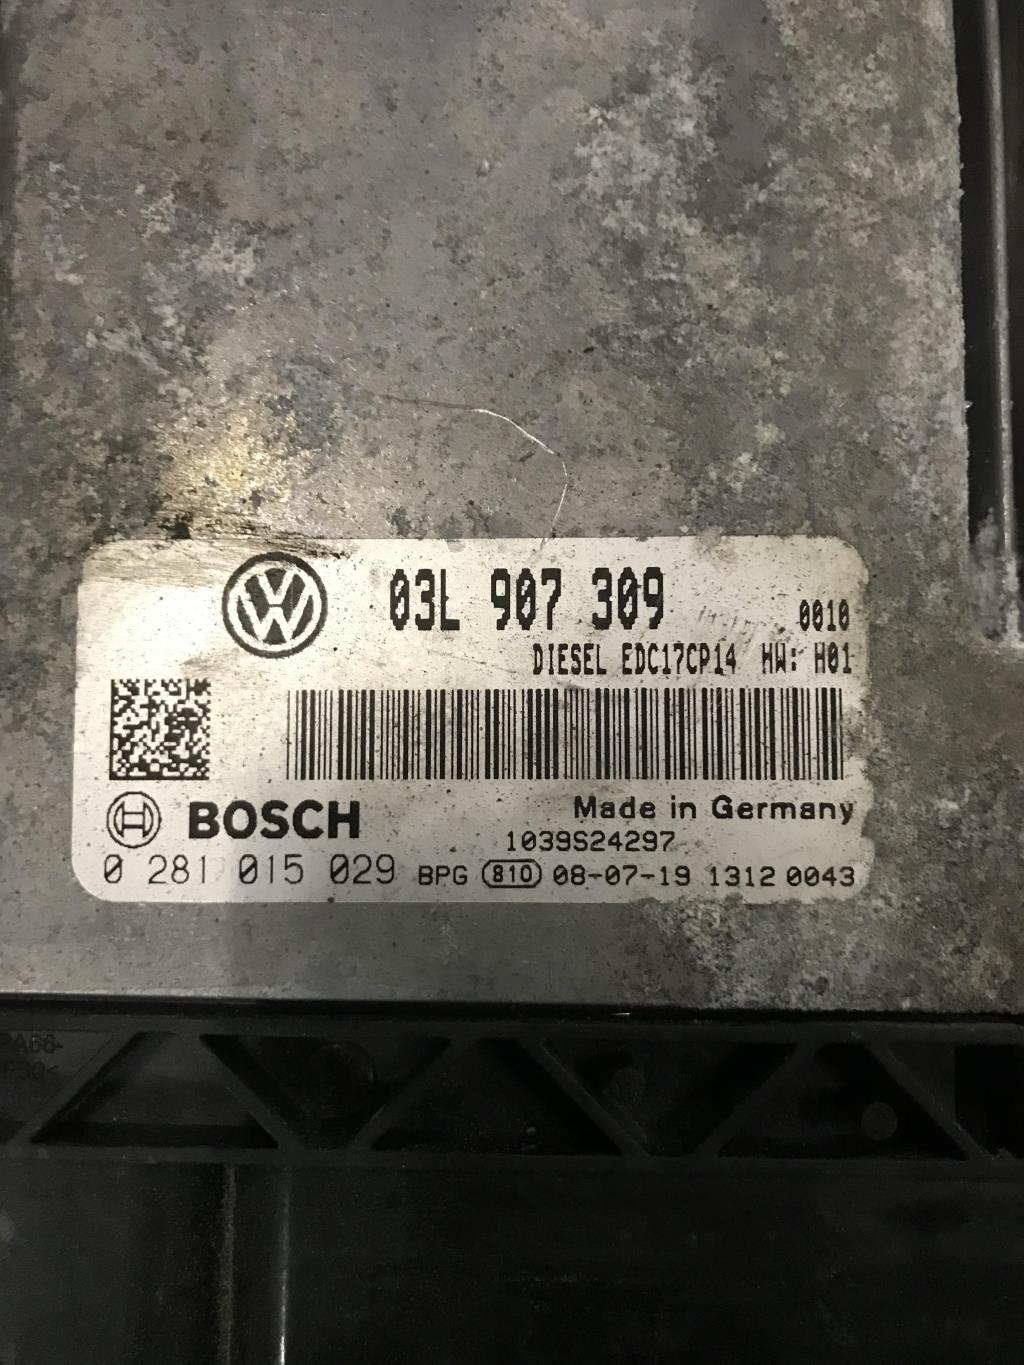 03L 907 309
0010
DIESEL EDC17CP14 HW: H01
BOSCH
Made in Germany
1039S24297
0 281 015 029 BPG 810 08-07-19 1312 0043
PA66-